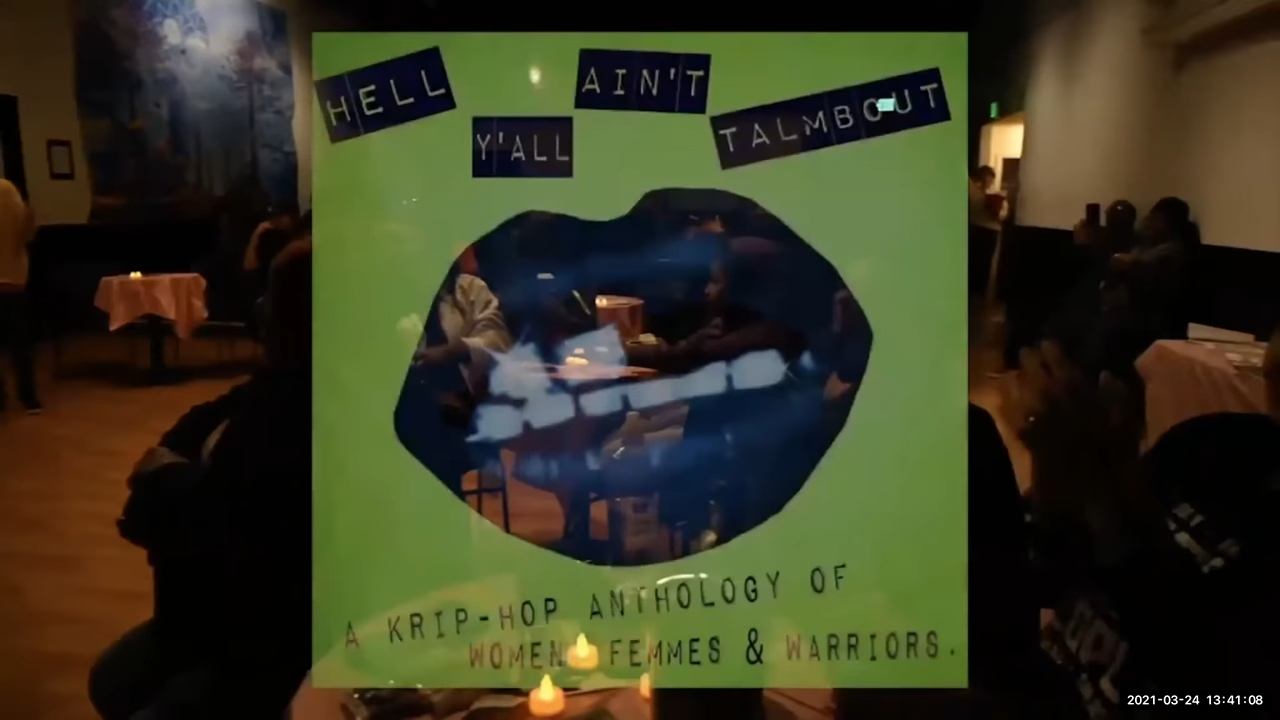 HELL Y'ALL AIN'T TALMBOUT
A KRIP-HOP ANTHOLOGY OF
WOMEN, FEMMES & WARRIORS.
2021-03-24 13:41:08